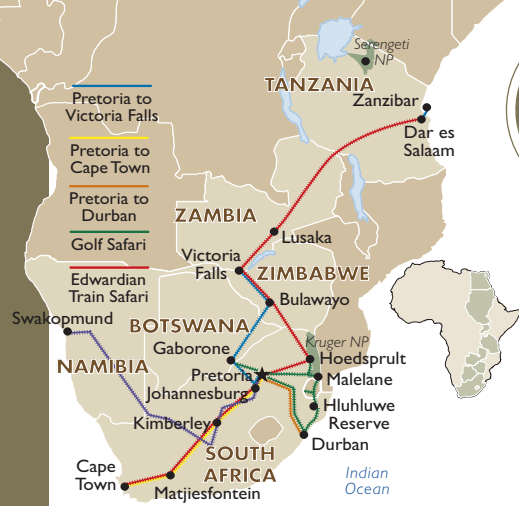 Serengeti
NP
TANZANIA
Zanzibar
Dar es
Salaam
Pretoria to
Victoria Falls
Pretoria to
Cape Town
Pretoria to
Durban
Golf Safari
Edwardian
Train Safari
ZAMBIA
Lusaka
Victoria
Falls
ZIMBABWE
Bulawayo
Swakopmund
BOTSWANA
Gaborone
Kruger NP
Hoedsprult
NAMIBIA
Pretoria
Malelane
Johannesburg
Hluhluwe
Reserve
Kimberley
Durban
SOUTH
AFRICA
Cape
Town
Matjiesfontein
Indian
Ocean